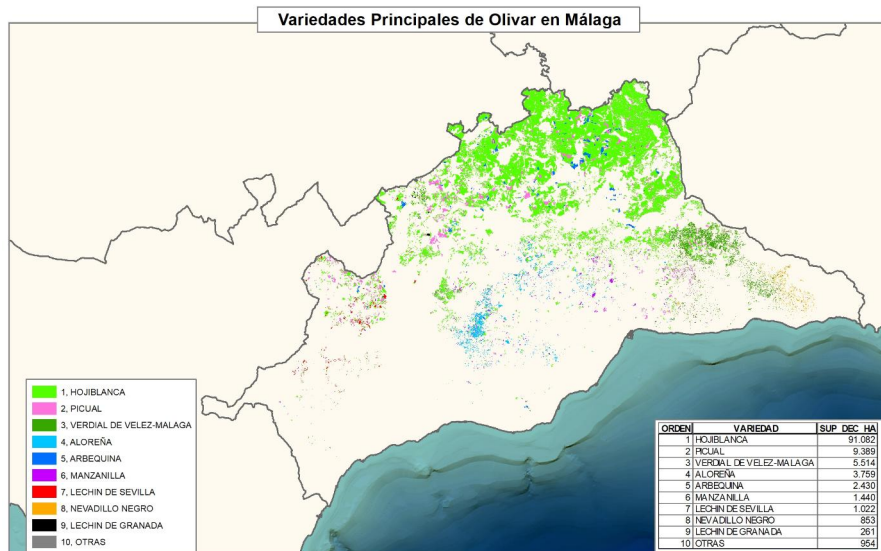 Variedades Principales de Olivar en Málaga
1, HOJIBLANCA
2, PICUAL
3, VERDIAL DE VELEZ-MALAGA
4, ALOREÑA
5, ARBEQUINA
6, MANZANILLA
7, LECHIN DE SEVILLA
8, NEVADILLO NEGRO
9, LECHIN DE GRANADA
10, OTRAS
ORDEN VARIEDAD SUP DEC HA
1 HOJIBLANCA 91.082
2 PICUAL 9.389
3 VERDIAL DE VELEZ-MALAGA 5.514
4 ALOREÑA 3.759
5 ARBEQUINA 2.430
6 MANZANILLA 1.440
7 LECHIN DE SEVILLA 1.022
8 NEVADILLO NEGRO 853
9 LECHIN DE GRANADA 261
10 OTRAS 954